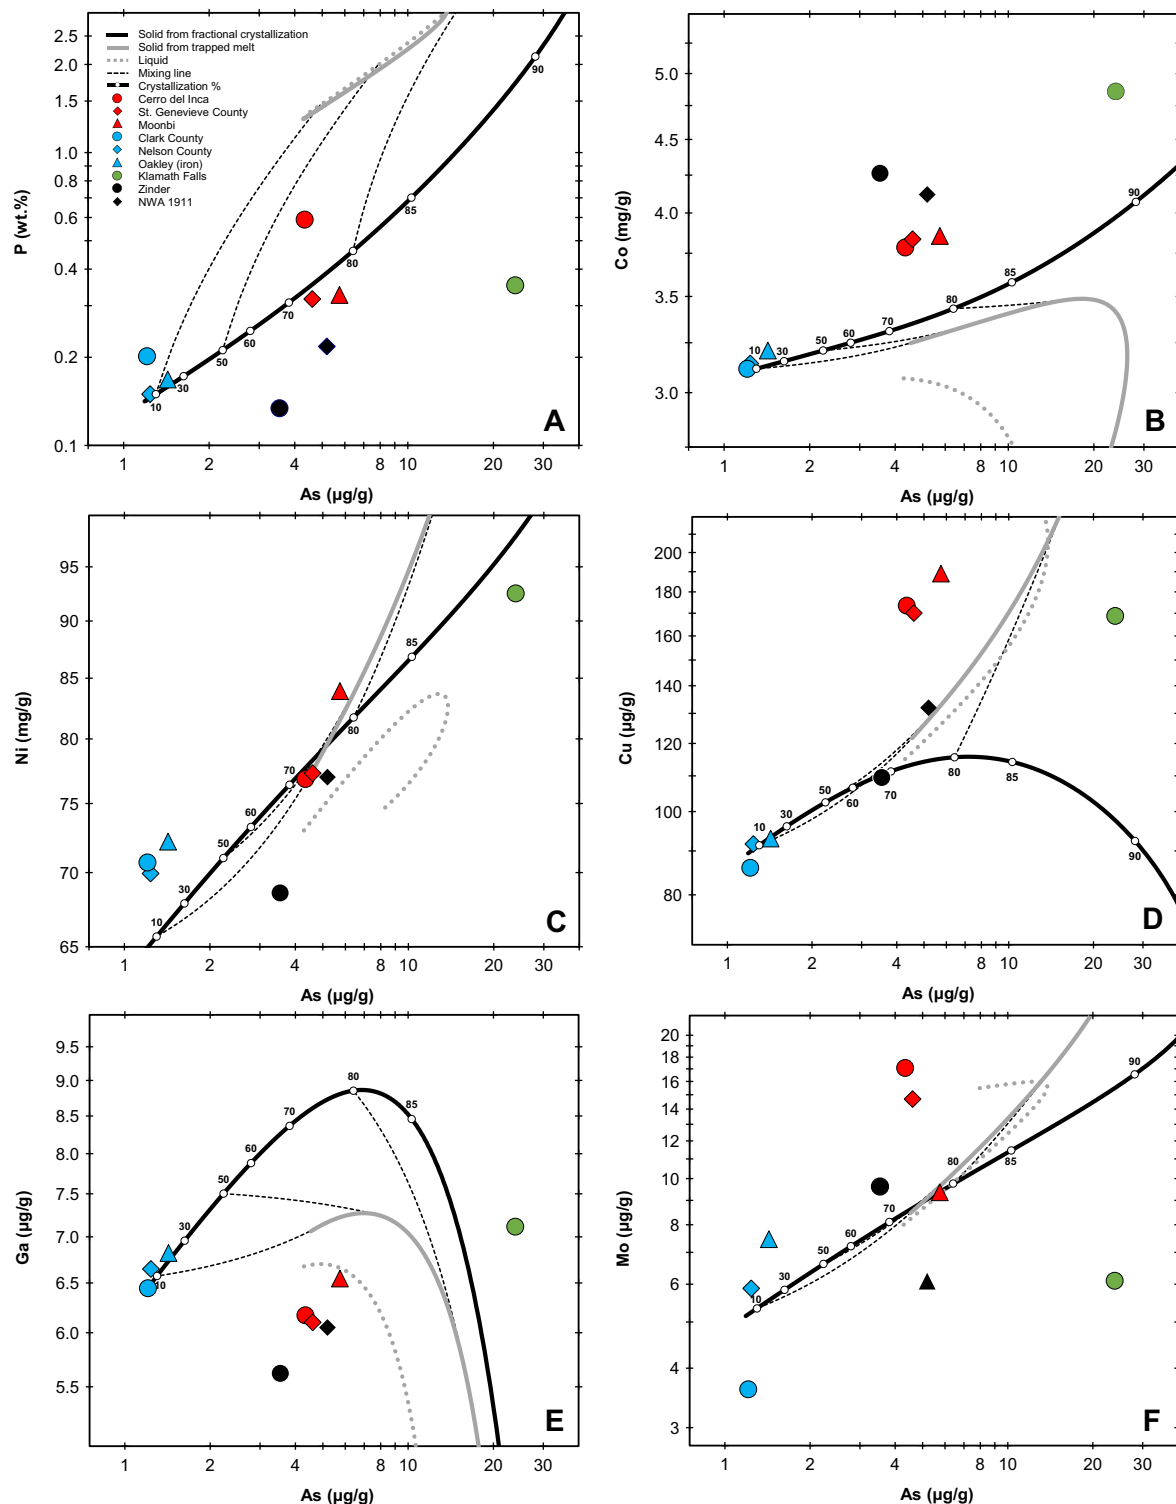 Solid from fractional crystallization
Solid from trapped melt
Liquid
Mixing line
Crystallization %
Cerro del Inca
St. Genevieve County
Moonbi
Clark County
Nelson County
Oakley (iron)
Klamath Falls
Zinder
NWA 1911
P (wt.%)
2.5
2.0
1.5
1.0
0.8
0.6
0.4
0.2
0.1
10
30
50
60
70
80
85
90
A
1 2 4 6 8 10 30
As (µg/g)
Co (mg/g)
5.0
4.5
4.0
3.5
3.0
10
30
50
60
70
80
85
90
B
1 2 4 6 8 10 30
As (µg/g)
Ni (mg/g)
95
90
85
80
75
70
65
10
30
50
60
70
80
85
C
1 2 4 6 8 10 30
As (µg/g)
Cu (µg/g)
200
180
160
140
120
100
80
10
30
50
60
70
80
85
90
D
1 2 4 6 8 10 30
As (µg/g)
Ga (µg/g)
9.5
9.0
8.5
8.0
7.5
7.0
6.5
6.0
5.5
10
30
50
60
70
80
85
E
1 2 4 6 8 10 30
As (µg/g)
Mo (µg/g)
20
18
16
14
12
10
8
6
4
3
10
30
50
60
70
80
85
90
F
1 2 4 6 8 10 30
As (µg/g)